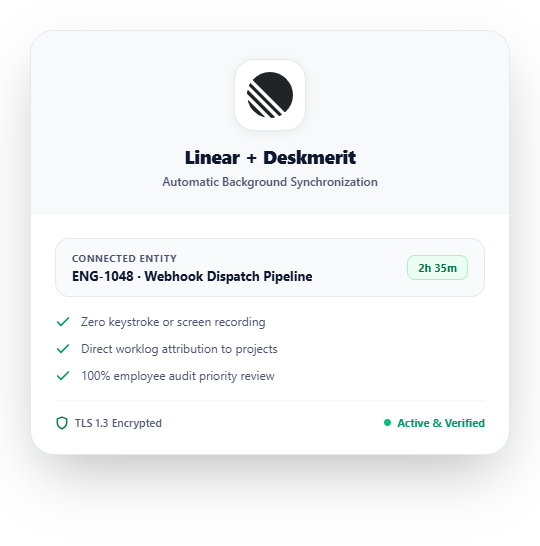 Linear + Deskmerit
Automatic Background Synchronization
CONNECTED ENTITY
ENG-1048 · Webhook Dispatch Pipeline
2h 35m
Zero keystroke or screen recording
Direct worklog attribution to projects
100% employee audit priority review
TLS 1.3 Encrypted
Active & Verified